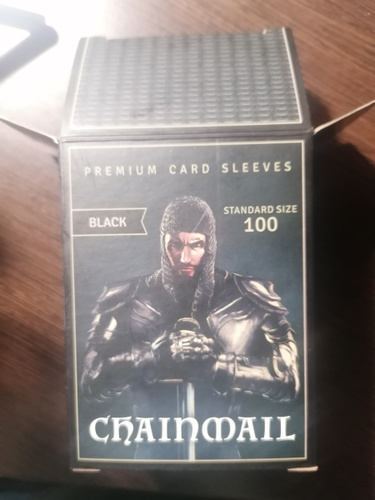 PREMIUM CARD SLEEVES
BLACK
STANDARD SIZE
100
CHAINMAIL